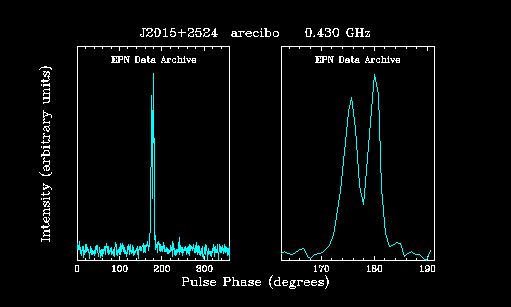 J2015+2524 arecibo 0.430 GHz
EPN Data Archive EPN Data Archive
Intensity (arbitrary units)
0 100 200 300 170 180 190
Pulse Phase (degrees)